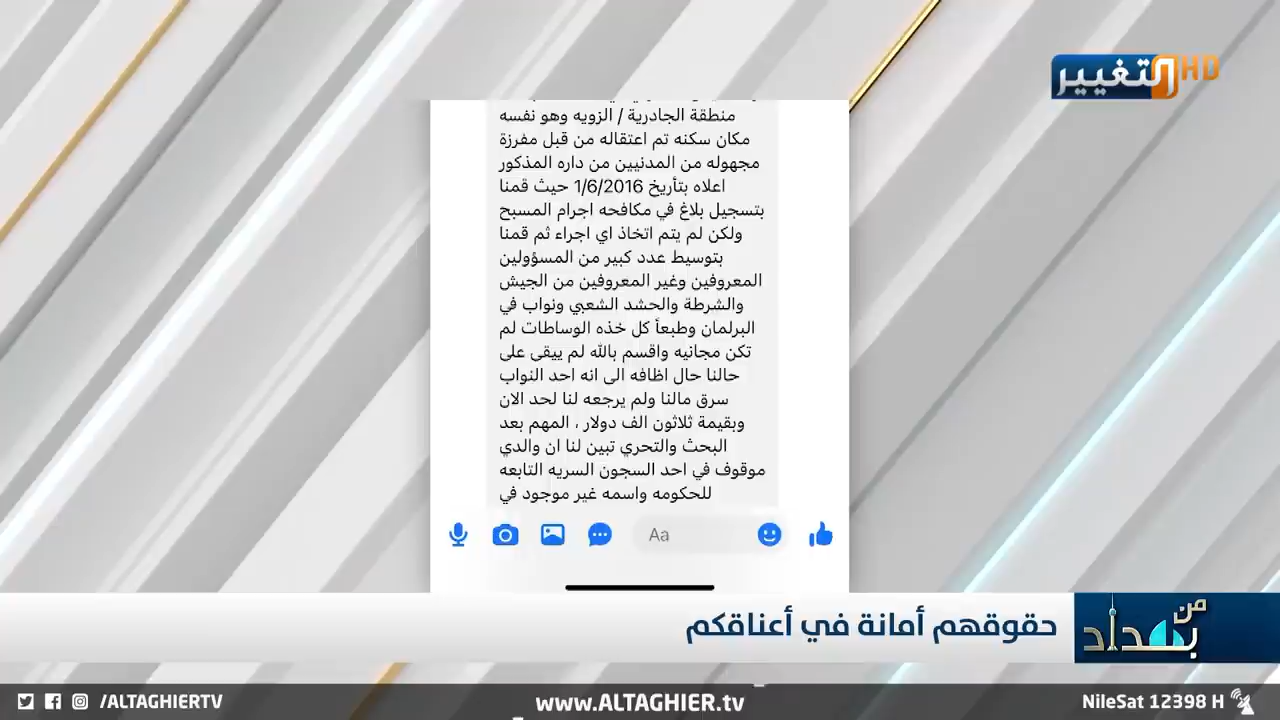 التغيير HD
منطقة الجادرية / الزويه وهو نفسه
مكان سكنه تم اعتقاله من قبل مفرزة
مجهوله من المدنيين من داره المذكور
اعلاه بتأريخ 1/6/2016 حيث قمنا
بتسجيل بلاغ في مكافحه اجرام المسبح
ولكن لم يتم اتخاذ اي اجراء ثم قمنا
بتوسيط عدد كبير من المسؤولين
المعروفين وغير المعروفين من الجيش
والشرطة والحشد الشعبي ونواب في
البرلمان وطبعاً كل خذه الوساطات لم
تكن مجانيه واقسم بالله لم يبقى على
حالنا حال اظافه الى انه احد النواب
سرق مالنا ولم يرجعه لنا لحد الان
وبقيمة ثلاثون الف دولار ، المهم بعد
البحث والتحري تبين لنا ان والدي
موقوف في احد السجون السريه التابعه
للحكومه واسمه غير موجود في
Aa
من بغداد
حقوقهم أمانة في أعناقكم
/ALTAGHIERTV
www.ALTAGHIER.tv
NileSat 12398 H